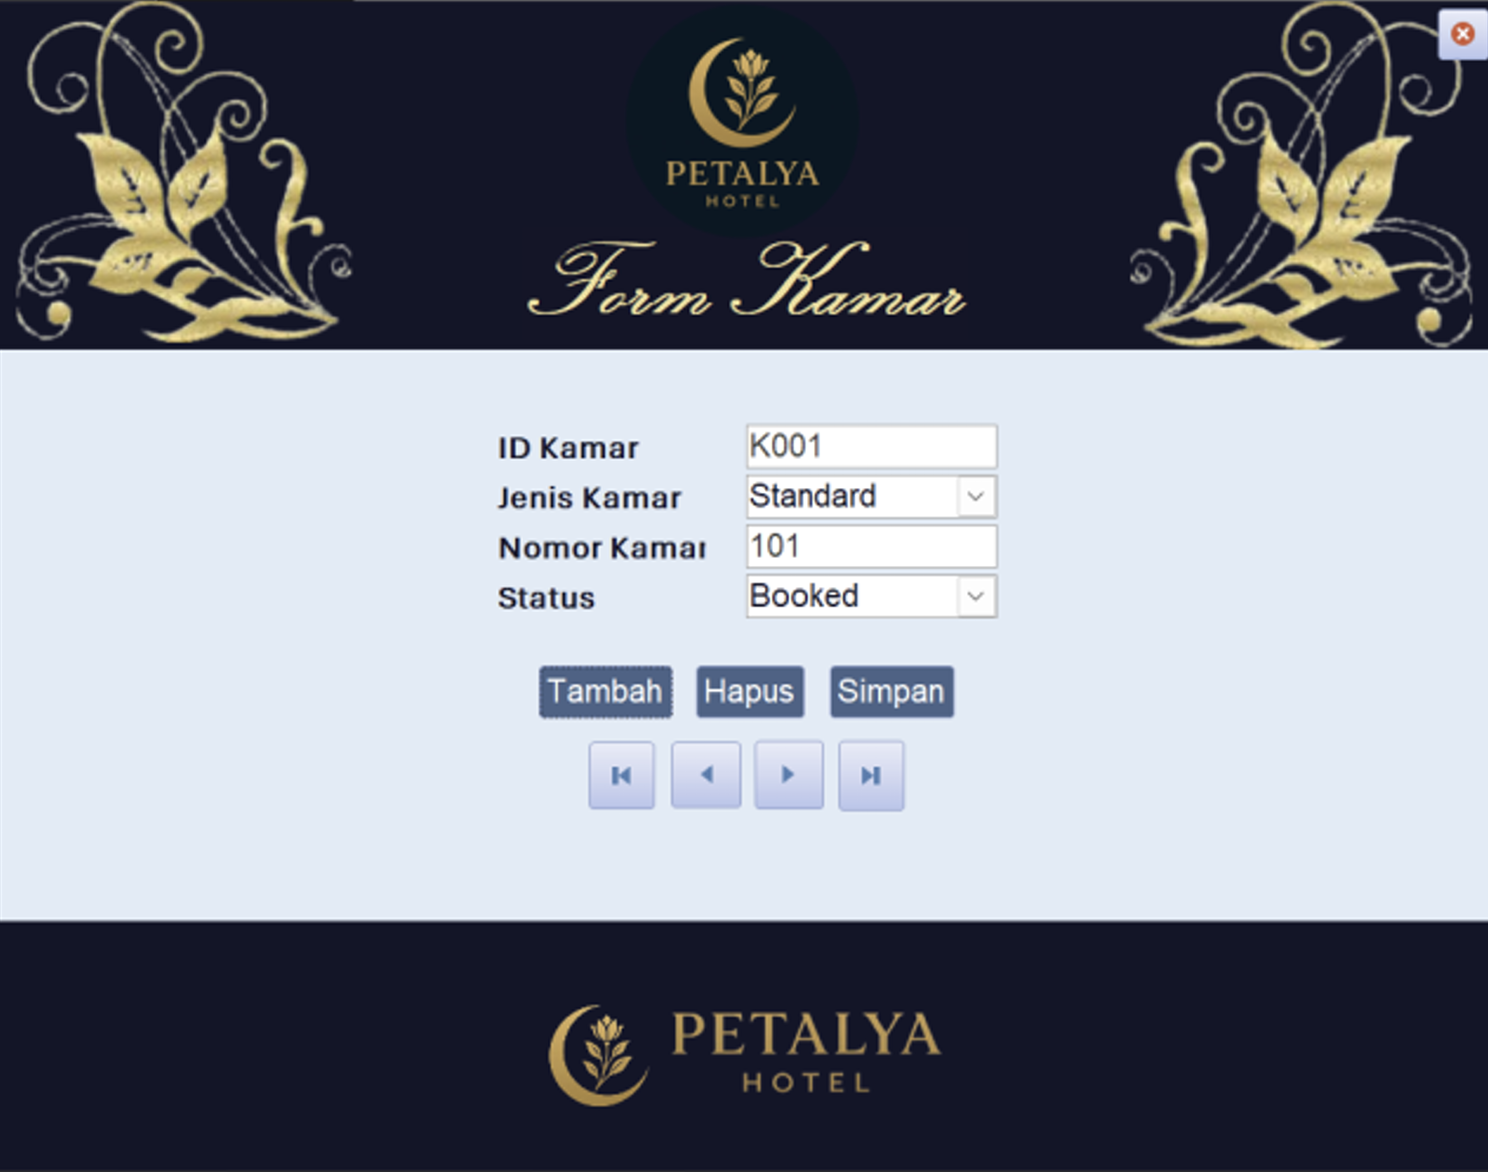 PETALYA
HOTEL
Form Kamar
ID Kamar K001
Jenis Kamar Standard
Nomor Kamar 101
Status Booked
Tambah Hapus Simpan
PETALYA
HOTEL